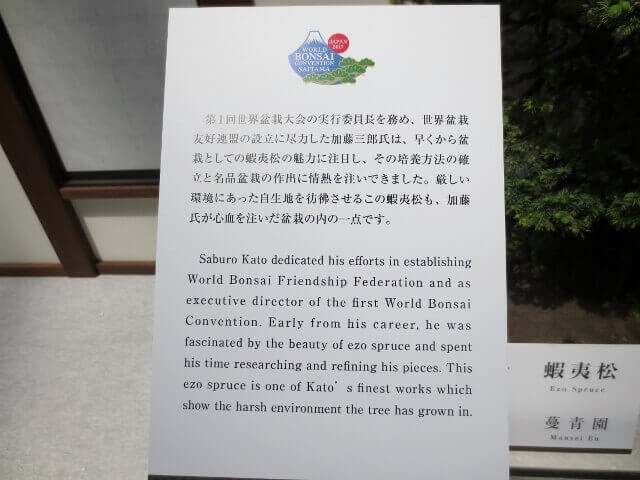 JAPAN
2017
WORLD
BONSAI
CONVENTION
SAITAMA
第1回世界盆栽大会の実行委員長を務め、世界盆栽
友好連盟の設立に尽力した加藤三郎氏は、早くから盆
栽としての蝦夷松の魅力に注目し、その培養方法の確
立と名品盆栽の作出に情熱を注いできました。厳しい
環境にあった自生地を彷彿させるこの蝦夷松も、加藤
氏が心血を注いだ盆栽の内の一点です。
Saburo Kato dedicated his efforts in establishing
World Bonsai Friendship Federation and as
executive director of the first World Bonsai
Convention. Early from his career, he was
fascinated by the beauty of ezo spruce and spent
his time researching and refining his pieces. This
ezo spruce is one of Kato’s finest works which
show the harsh environment the tree has grown in.
蝦夷松
Ezo Spruce
蔓青園
Mansei En